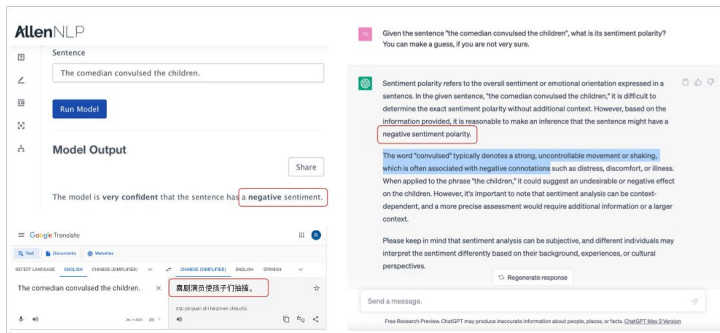 AllenNLP
Sentence
The comedian convulsed the children.
Run Model
Model Output
Share
The model is very confident that the sentence has a negative sentiment.
Google Translate
Text
Documents
Websites
DETECT LANGUAGE ENGLISH CHINESE (SIMPLIFIED) CHINESE (SIMPLIFIED) ENGLISH SPANISH
The comedian convulsed the children. ×
喜剧演员使孩子们抽搐。
Given the sentence "the comedian convulsed the children", what is its sentiment polarity?
You can make a guess, if you are not very sure.
Sentiment polarity refers to the overall sentiment or emotional orientation expressed in a
sentence. In the given sentence, "the comedian convulsed the children," it is difficult to
determine the exact sentiment polarity without additional context. However, based on the
information provided, it is reasonable to make an inference that the sentence might have a
negative sentiment polarity.
The word "convulsed" typically denotes a strong, uncontrollable movement or shaking,
which is often associated with negative connotations such as distress, discomfort, or illness.
When applied to the phrase "the children," it could suggest an undesirable or negative effect
on the children. However, it's important to note that sentiment analysis can be context-
dependent, and a more precise assessment would require additional information or a larger
context.
Please keep in mind that sentiment analysis can be subjective, and different individuals may
interpret the sentiment differently based on their background, experiences, or cultural
perspectives.
Regenerate response
Send a message.
Free Research Preview. ChatGPT may produce inaccurate information about people, places, or facts. ChatGPT May 3 Version